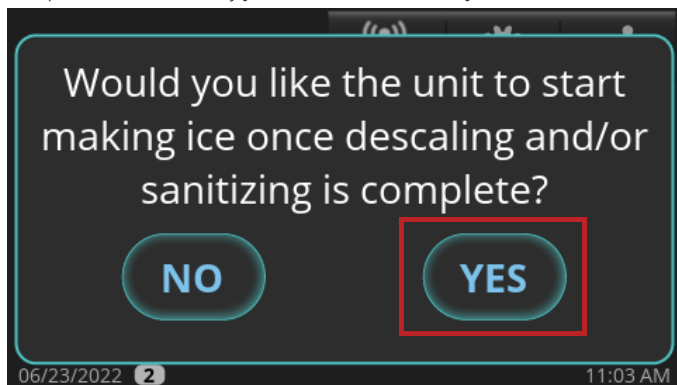 Would you like the unit to start
making ice once descaling and/or
sanitizing is complete?
NO YES
06/23/2022 2 11:03 AM